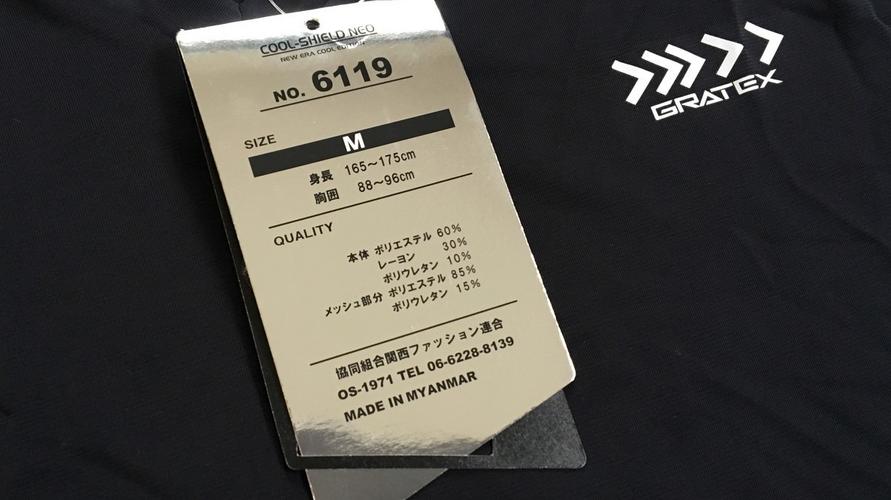 COOL-SHIELD NEO
NEW ERA COOL EDITION
NO. 6119
SIZE
M
身長 165～175cm
胸囲 88～96cm
QUALITY
本体 ポリエステル 60%
レーヨン 30%
ポリウレタン 10%
メッシュ部分 ポリエステル 85%
ポリウレタン 15%
協同組合関西ファッション連合
OS-1971 TEL 06-6228-8139
MADE IN MYANMAR
GRATEX